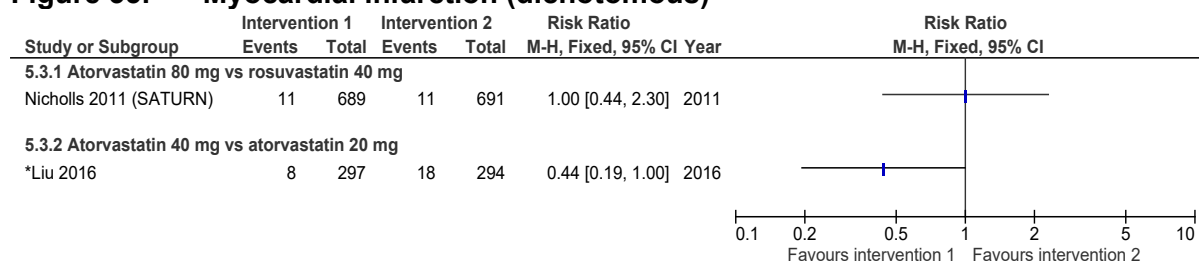 Myocardial infarction (dichotomous)
Intervention 1 Intervention 2 Risk Ratio Risk Ratio
Study or Subgroup Events Total Events Total M-H, Fixed, 95% CI Year M-H, Fixed, 95% CI
5.3.1 Atorvastatin 80 mg vs rosuvastatin 40 mg
Nicholls 2011 (SATURN) 11 689 11 691 1.00 [0.44, 2.30] 2011
5.3.2 Atorvastatin 40 mg vs atorvastatin 20 mg
*Liu 2016 8 297 18 294 0.44 [0.19, 1.00] 2016
0.1 0.2 0.5 1 2 5 10
Favours intervention 1 Favours intervention 2